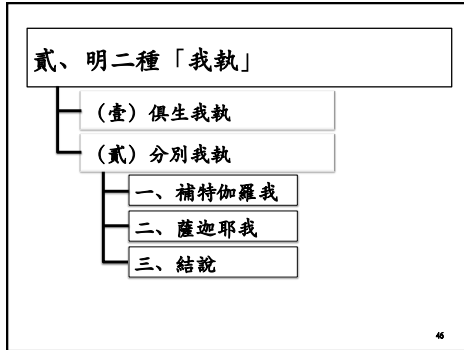 貳、明二種「我執」
（壹）俱生我執
（貳）分別我執
一、補特伽羅我
二、薩迦耶我
三、結說
46